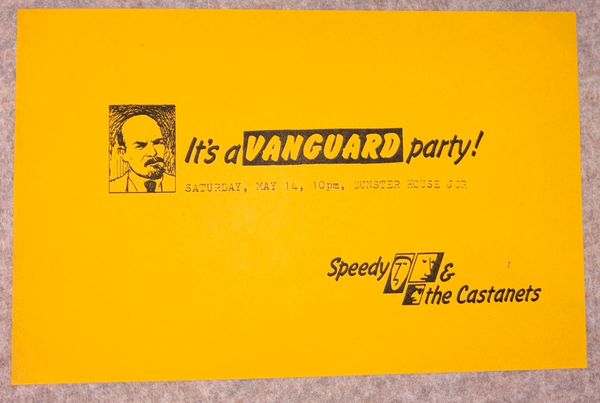 It's a VANGUARD party!
SATURDAY, MAY 14, 10pm, DUNSTER HOUSE JCR
Speedy &
the Castanets